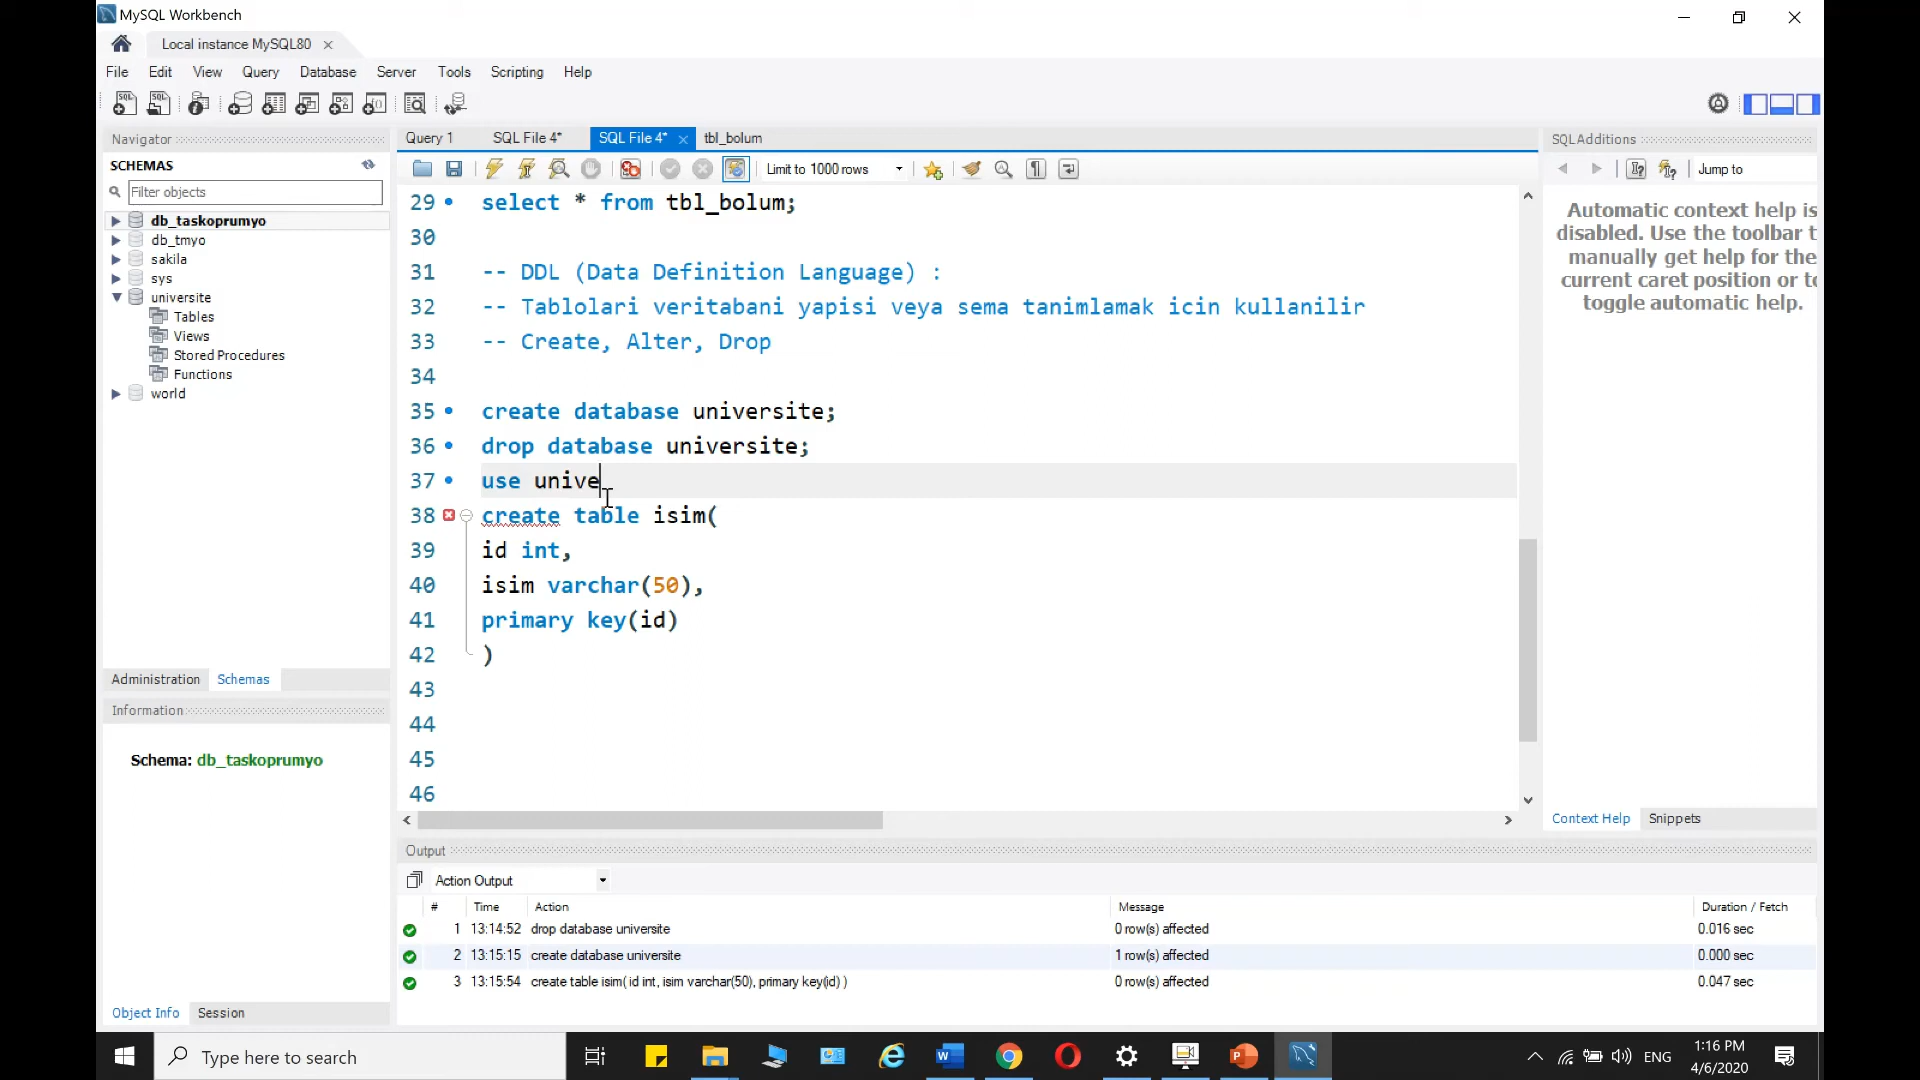 MySQL Workbench
Local instance MySQL80
File Edit View Query Database Server Tools Scripting Help
Navigator
SCHEMAS
Filter objects
db_taskoprumyo
db_tmyo
sakila
sys
universite
Tables
Views
Stored Procedures
Functions
world
Administration Schemas
Information
Schema: db_taskoprumyo
Object Info Session
Query 1 SQL File 4* SQL File 4* tbl_bolum
Limit to 1000 rows
29 select * from tbl_bolum;
30
31 -- DDL (Data Definition Language) :
32 -- Tablolari veritabani yapisi veya sema tanimlamak icin kullanilir
33 -- Create, Alter, Drop
34
35 create database universite;
36 drop database universite;
37 use unive
38 create table isim(
39 id int,
40 isim varchar(50),
41 primary key(id)
42 )
43
44
45
46
SQLAdditions
Jump to
Automatic context help is
disabled. Use the toolbar t
manually get help for the
current caret position or to
toggle automatic help.
Context Help Snippets
Output
Action Output
# Time Action Message Duration / Fetch
1 13:14:52 drop database universite 0 row(s) affected 0.016 sec
2 13:15:15 create database universite 1 row(s) affected 0.000 sec
3 13:15:54 create table isim( id int, isim varchar(50), primary key(id) ) 0 row(s) affected 0.047 sec
Type here to search
ENG
1:16 PM
4/6/2020